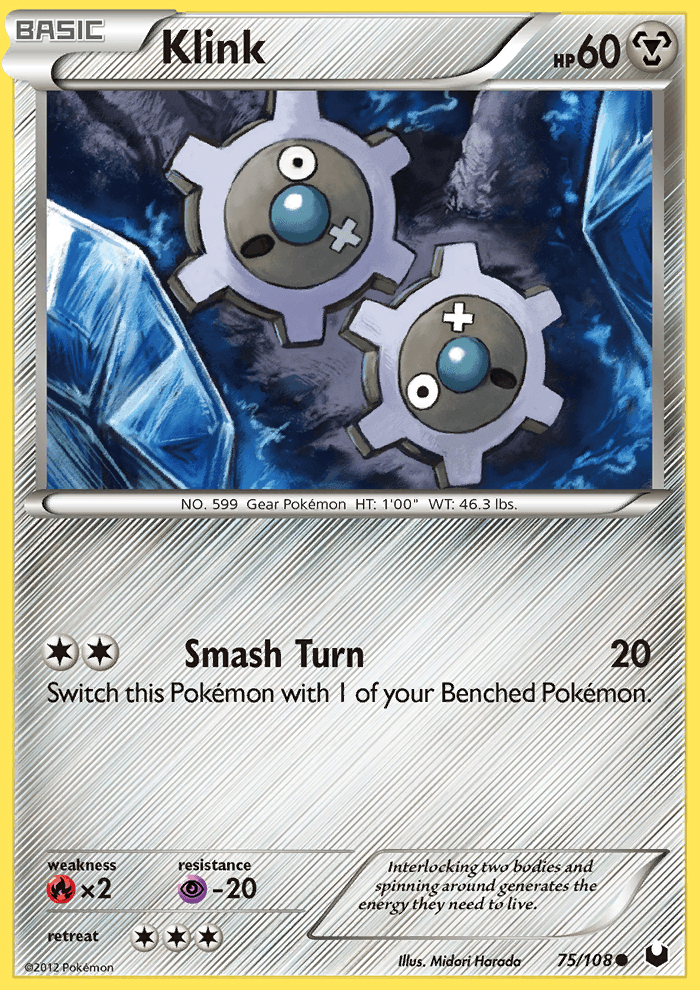 BASIC
Klink
HP60
NO. 599 Gear Pokémon HT: 1'00" WT: 46.3 lbs.
Smash Turn 20
Switch this Pokémon with 1 of your Benched Pokémon.
weakness resistance
×2 -20
retreat
Interlocking two bodies and
spinning around generates the
energy they need to live.
©2012 Pokémon
Illus. Midori Harada
75/108